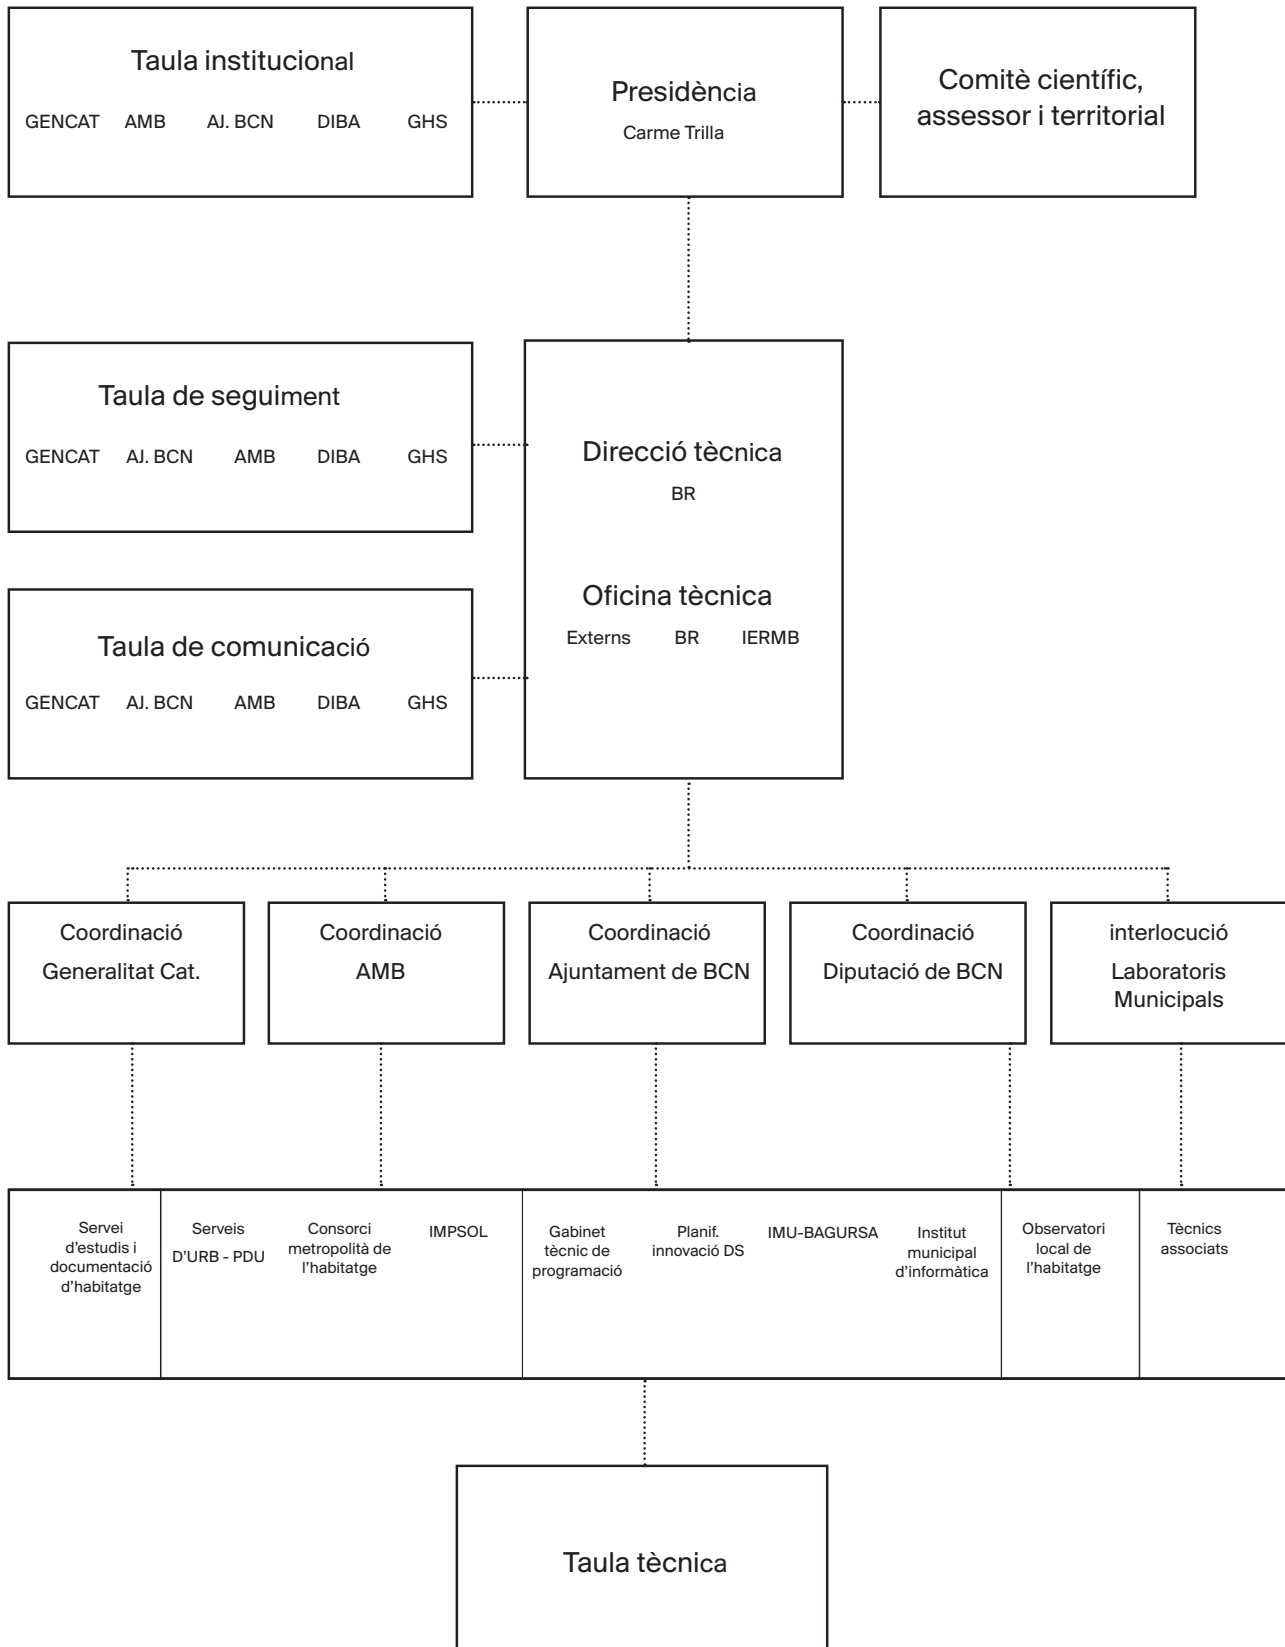 Taula institucional
GENCAT AMB AJ. BCN DIBA GHS
Presidència
Carme Trilla
Comitè científic,
assessor i territorial
Taula de seguiment
GENCAT AJ. BCN AMB DIBA GHS
Direcció tècnica
BR
Oficina tècnica
Externs BR IERMB
Taula de comunicació
GENCAT AJ. BCN AMB DIBA GHS
Coordinació
Generalitat Cat.
Coordinació
AMB
Coordinació
Ajuntament de BCN
Coordinació
Diputació de BCN
interlocució
Laboratoris
Municipals
Servei
d'estudis i
documentació
d'habitatge
Serveis
D'URB - PDU
Consorci
metropolità de
l'habitatge
IMPSOL
Gabinet
tècnic de
programació
Planif.
innovació DS
IMU-BAGURSA
Institut
municipal
d'informàtica
Observatori
local de
l'habitatge
Tècnics
associats
Taula tècnica